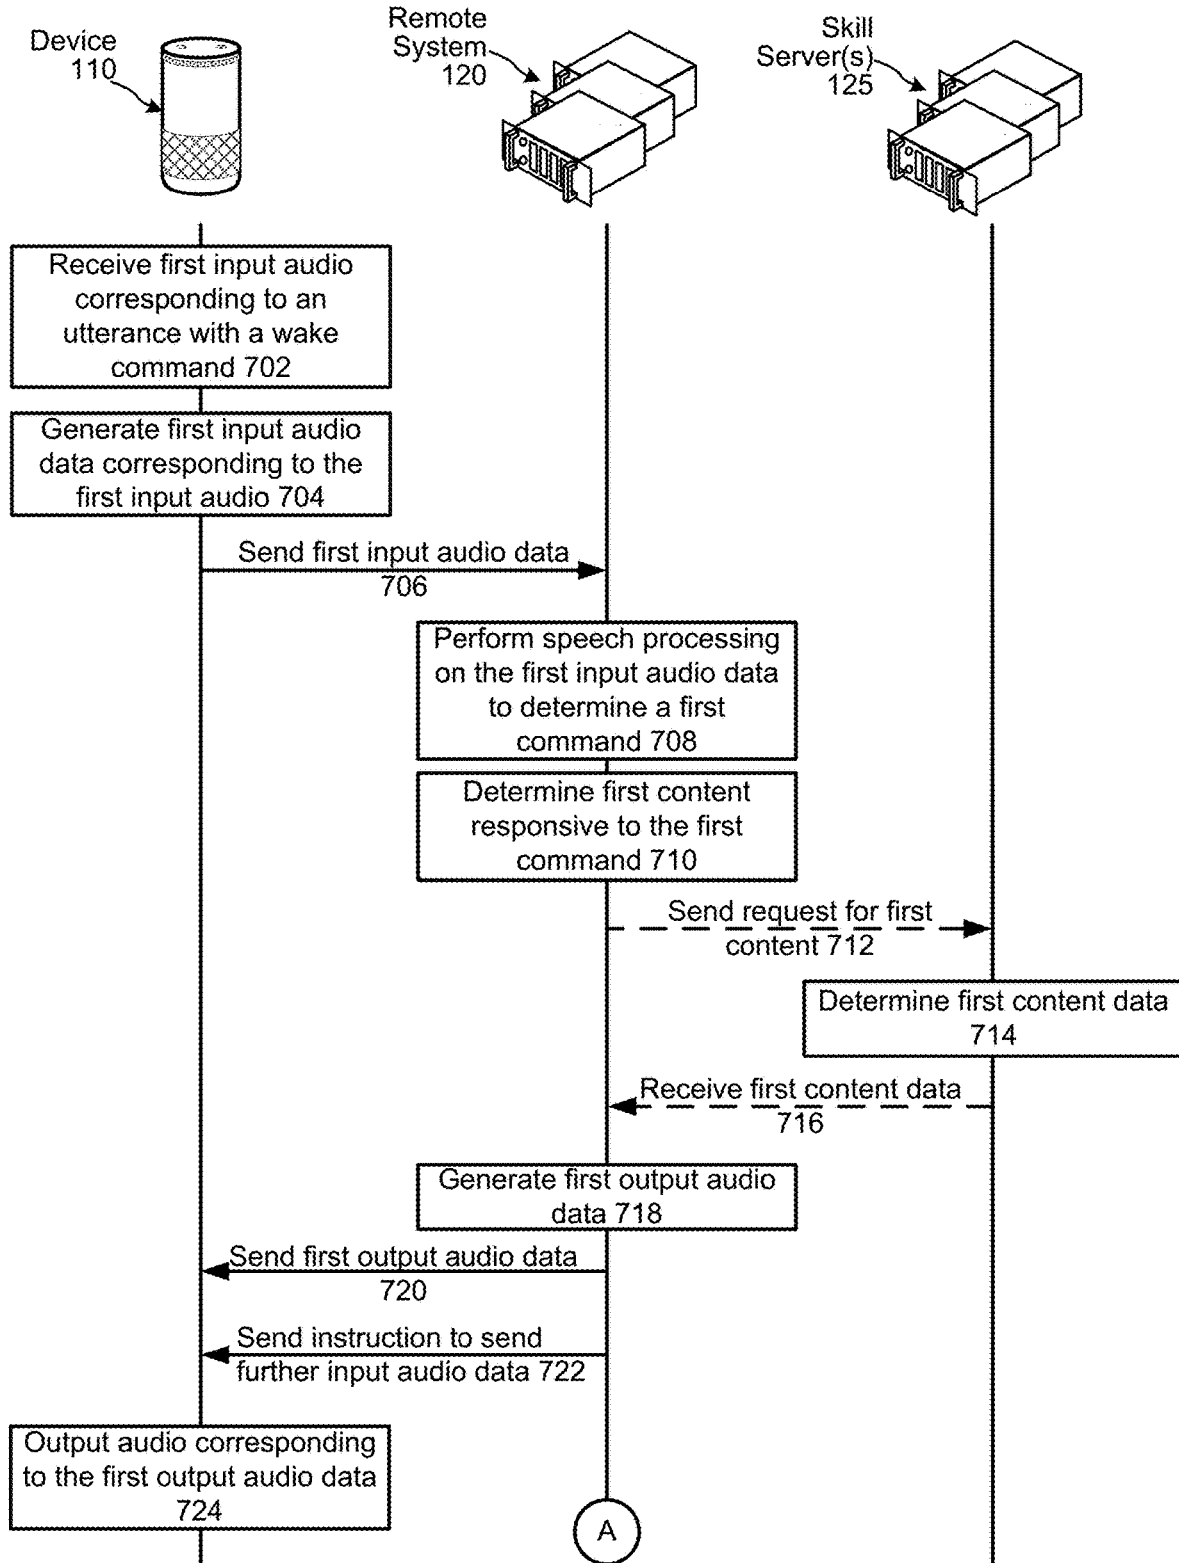 Device
110
Remote
System
120
Skill
Server(s)
125
Receive first input audio
corresponding to an
utterance with a wake
command 702
Generate first input audio
data corresponding to the
first input audio 704
Send first input audio data
706
Perform speech processing
on the first input audio data
to determine a first
command 708
Determine first content
responsive to the first
command 710
Send request for first
content 712
Determine first content data
714
Receive first content data
716
Generate first output audio
data 718
Send first output audio data
720
Send instruction to send
further input audio data 722
Output audio corresponding
to the first output audio data
724
A